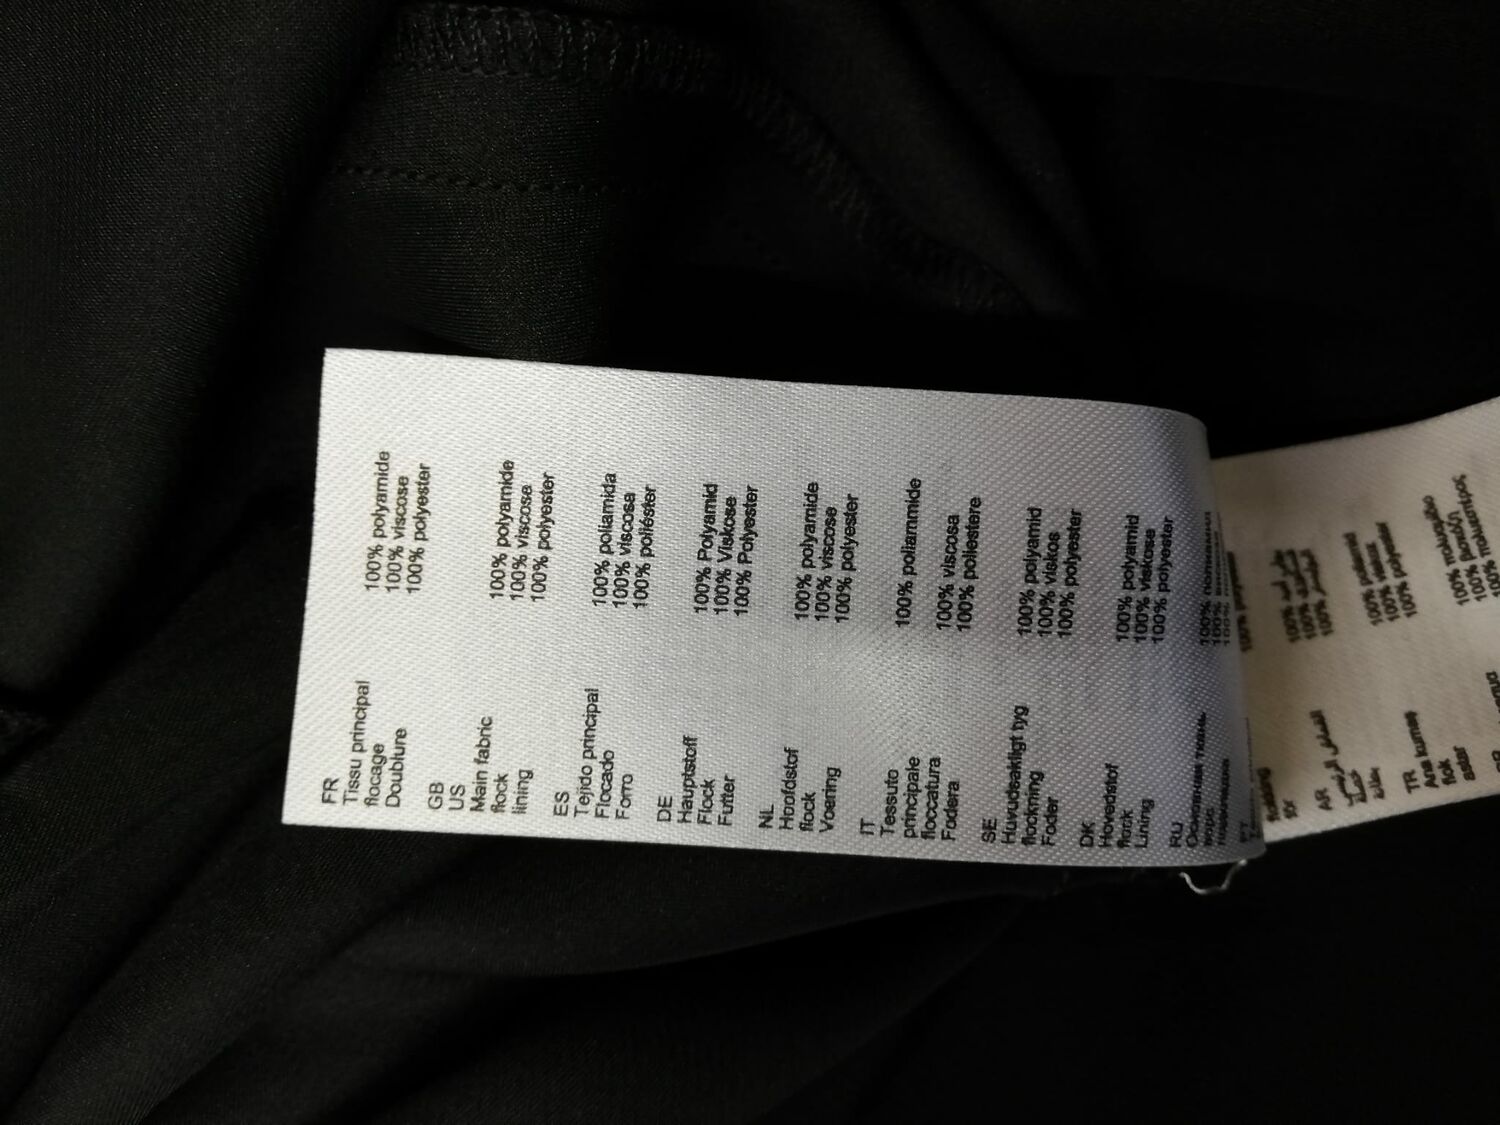 FR
Tissu principal 100% polyamide
flocage 100% viscose
Doublure 100% polyester
GB
US
Main fabric 100% polyamide
flock 100% viscose
lining 100% polyester
ES
Tejido principal 100% poliamida
Flocado 100% viscosa
Forro 100% poliéster
DE
Hauptstoff 100% Polyamid
Flock 100% Viskose
Futter 100% Polyester
NL
Hoofdstof 100% polyamide
flock 100% viscose
Voering 100% polyester
IT
Tessuto 100% poliammide
principale
floccatura 100% viscosa
Fodera 100% poliestere
SE
Huvudsakligt tyg 100% polyamid
flockning 100% viskos
Foder 100% polyester
DK
Hovedstof 100% polyamid
flock 100% viskose
Lining 100% polyester
RU
AR
TR
Ana kumaş 100% polyamid
flok 100% viskoz
astar 100% polyester